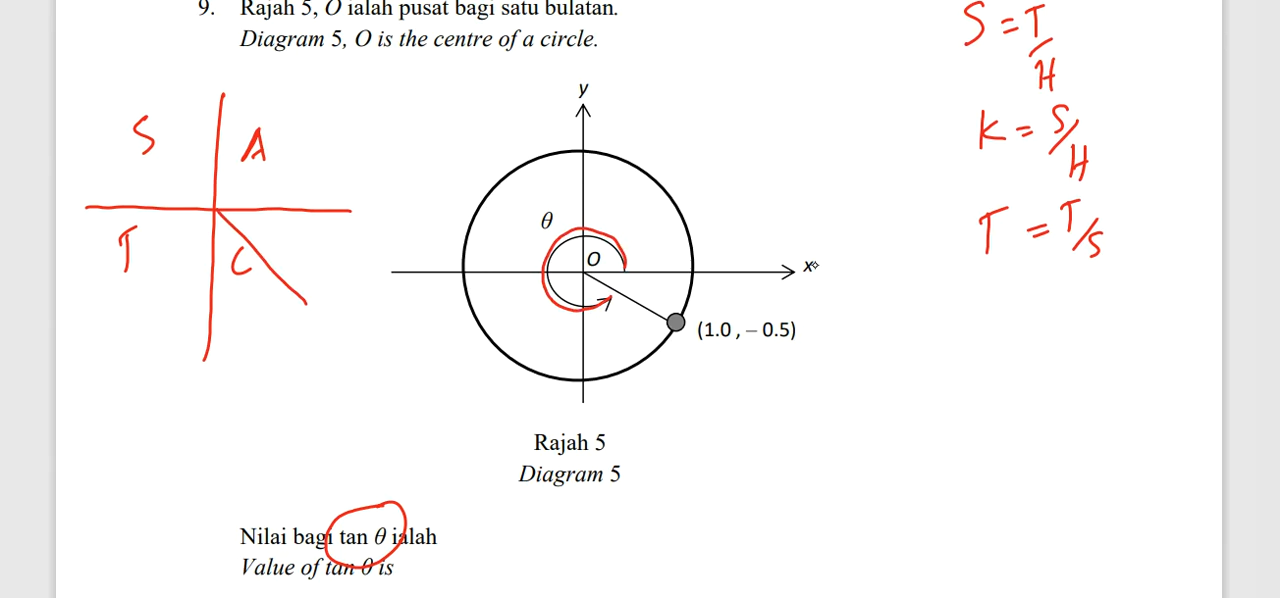 9. Rajah 5, O ialah pusat bagi satu bulatan.
Diagram 5, O is the centre of a circle.
S = T/H
K = S/H
T = T/S
S A
T C
y
θ
O
x
(1.0 , – 0.5)
Rajah 5
Diagram 5
Nilai bagi tan θ ialah
Value of tan θ is